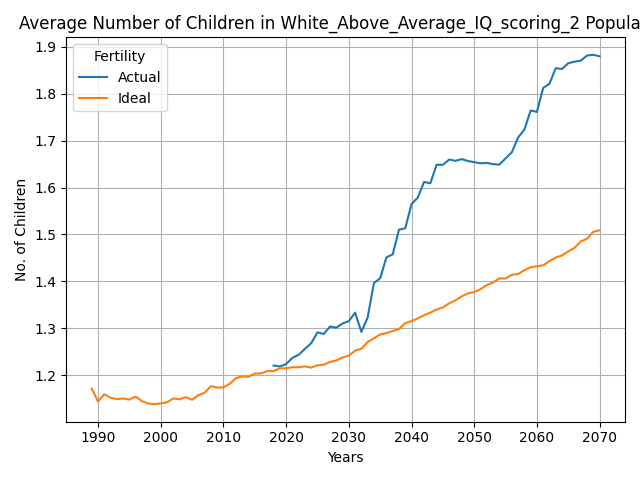 Average Number of Children in White_Above_Average_IQ_scoring_2 Popula
Fertility
Actual
Ideal
No. of Children
1.9
1.8
1.7
1.6
1.5
1.4
1.3
1.2
1990 2000 2010 2020 2030 2040 2050 2060 2070
Years